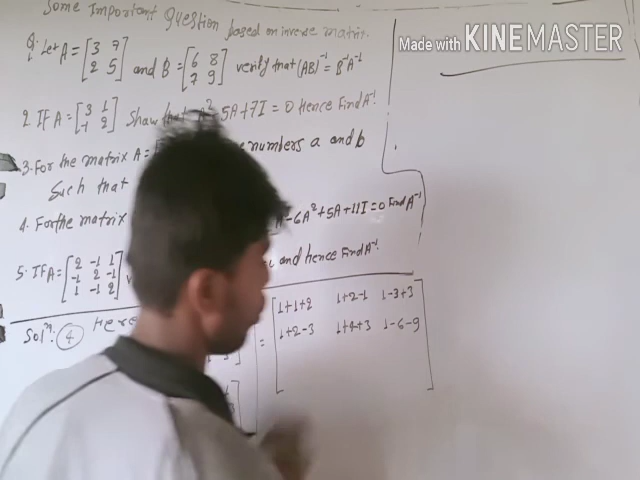 Some Important Question based on inverse matrix.
Made with KINEMASTER
Q. 1. Let A = [3 7
2 5] and B = [6 8
7 9] verify that (AB)⁻¹ = B⁻¹A⁻¹
2. If A = [3 1
-1 2] Show that A² 5A + 7I = 0 Hence Find A⁻¹.
3. For the matrix A = numbers a and b
Such that
4. For the matrix - 6A² + 5A + 11I = 0 Find A⁻¹
5. If A = [2 -1 1
-1 2 -1
1 -1 2] and hence Find A⁻¹.
Solⁿ. 4 Here
= [1+1+2 1+2-1 1-3+3
1+2-3 1+4+3 1-6-9]